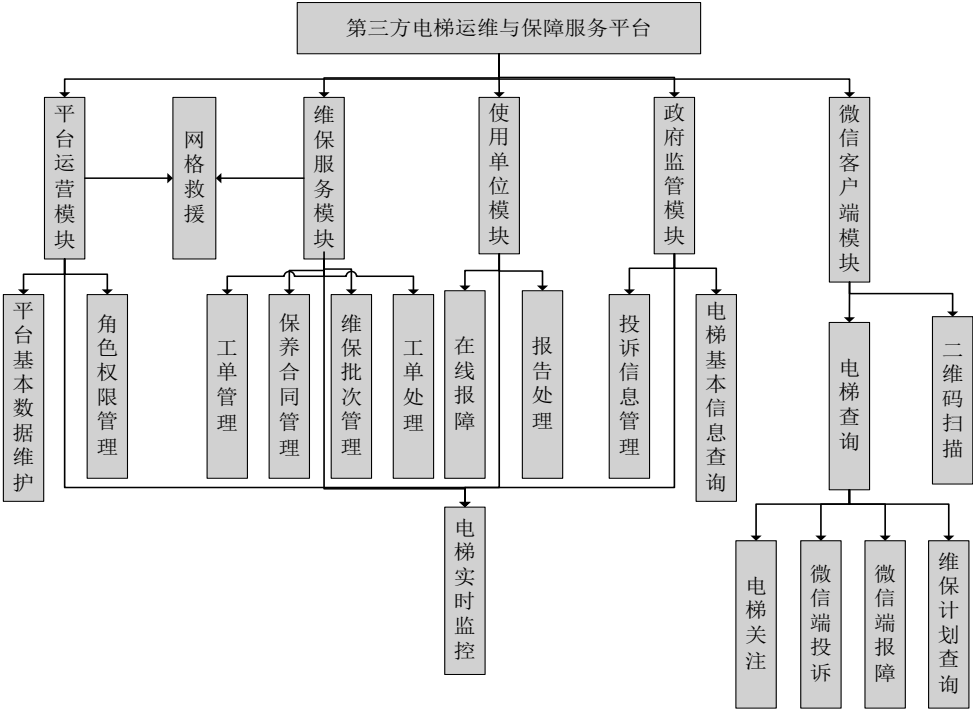 第三方电梯运维与保障服务平台
平台运营模块
网格救援
维保服务模块
使用单位模块
政府监管模块
微信客户端模块
平台基本数据维护
角色权限管理
工单管理
保养合同管理
维保批次管理
工单处理
在线报障
报告处理
投诉信息管理
电梯基本信息查询
电梯查询
二维码扫描
电梯实时监控
电梯关注
微信端投诉
微信端报障
维保计划查询